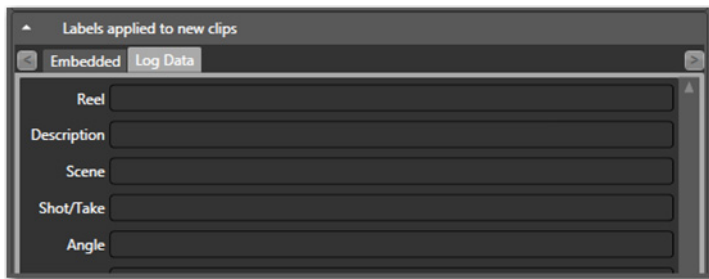 Labels applied to new clips
Embedded Log Data
Reel
Description
Scene
Shot/Take
Angle